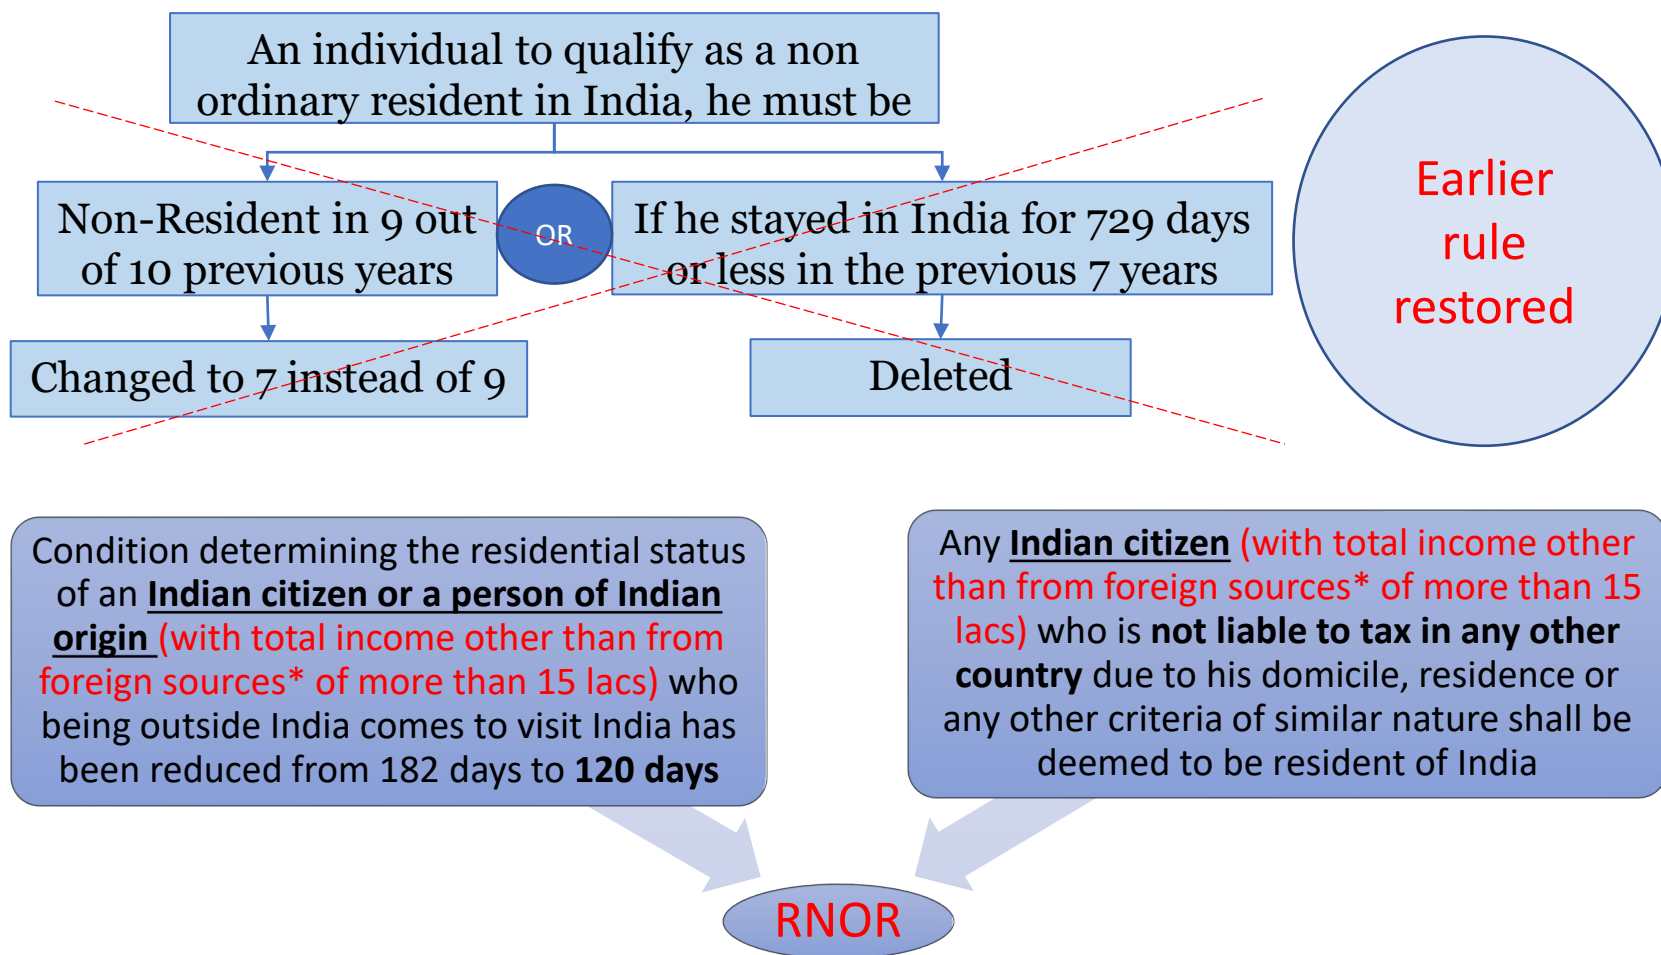 An individual to qualify as a non
ordinary resident in India, he must be
Non-Resident in 9 out
of 10 previous years
OR
If he stayed in India for 729 days
or less in the previous 7 years
Changed to 7 instead of 9
Deleted
Earlier
rule
restored
Condition determining the residential status
of an Indian citizen or a person of Indian
origin (with total income other than from
foreign sources* of more than 15 lacs) who
being outside India comes to visit India has
been reduced from 182 days to 120 days
Any Indian citizen (with total income other
than from foreign sources* of more than 15
lacs) who is not liable to tax in any other
country due to his domicile, residence or
any other criteria of similar nature shall be
deemed to be resident of India
RNOR